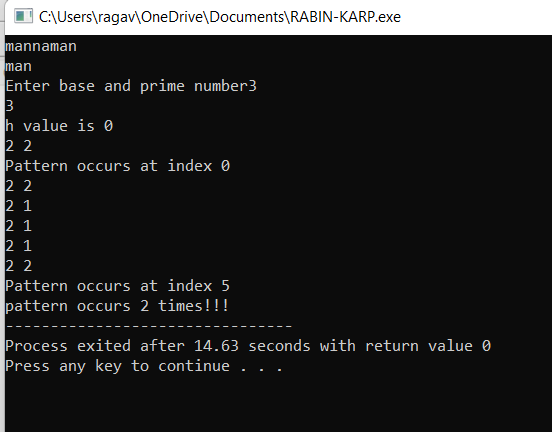 C:\Users\ragav\OneDrive\Documents\RABIN-KARP.exe
mannaman
man
Enter base and prime number3
3
h value is 0
2 2
Pattern occurs at index 0
2 2
2 1
2 1
2 1
2 2
Pattern occurs at index 5
pattern occurs 2 times!!!
--------------------------------
Process exited after 14.63 seconds with return value 0
Press any key to continue . . .